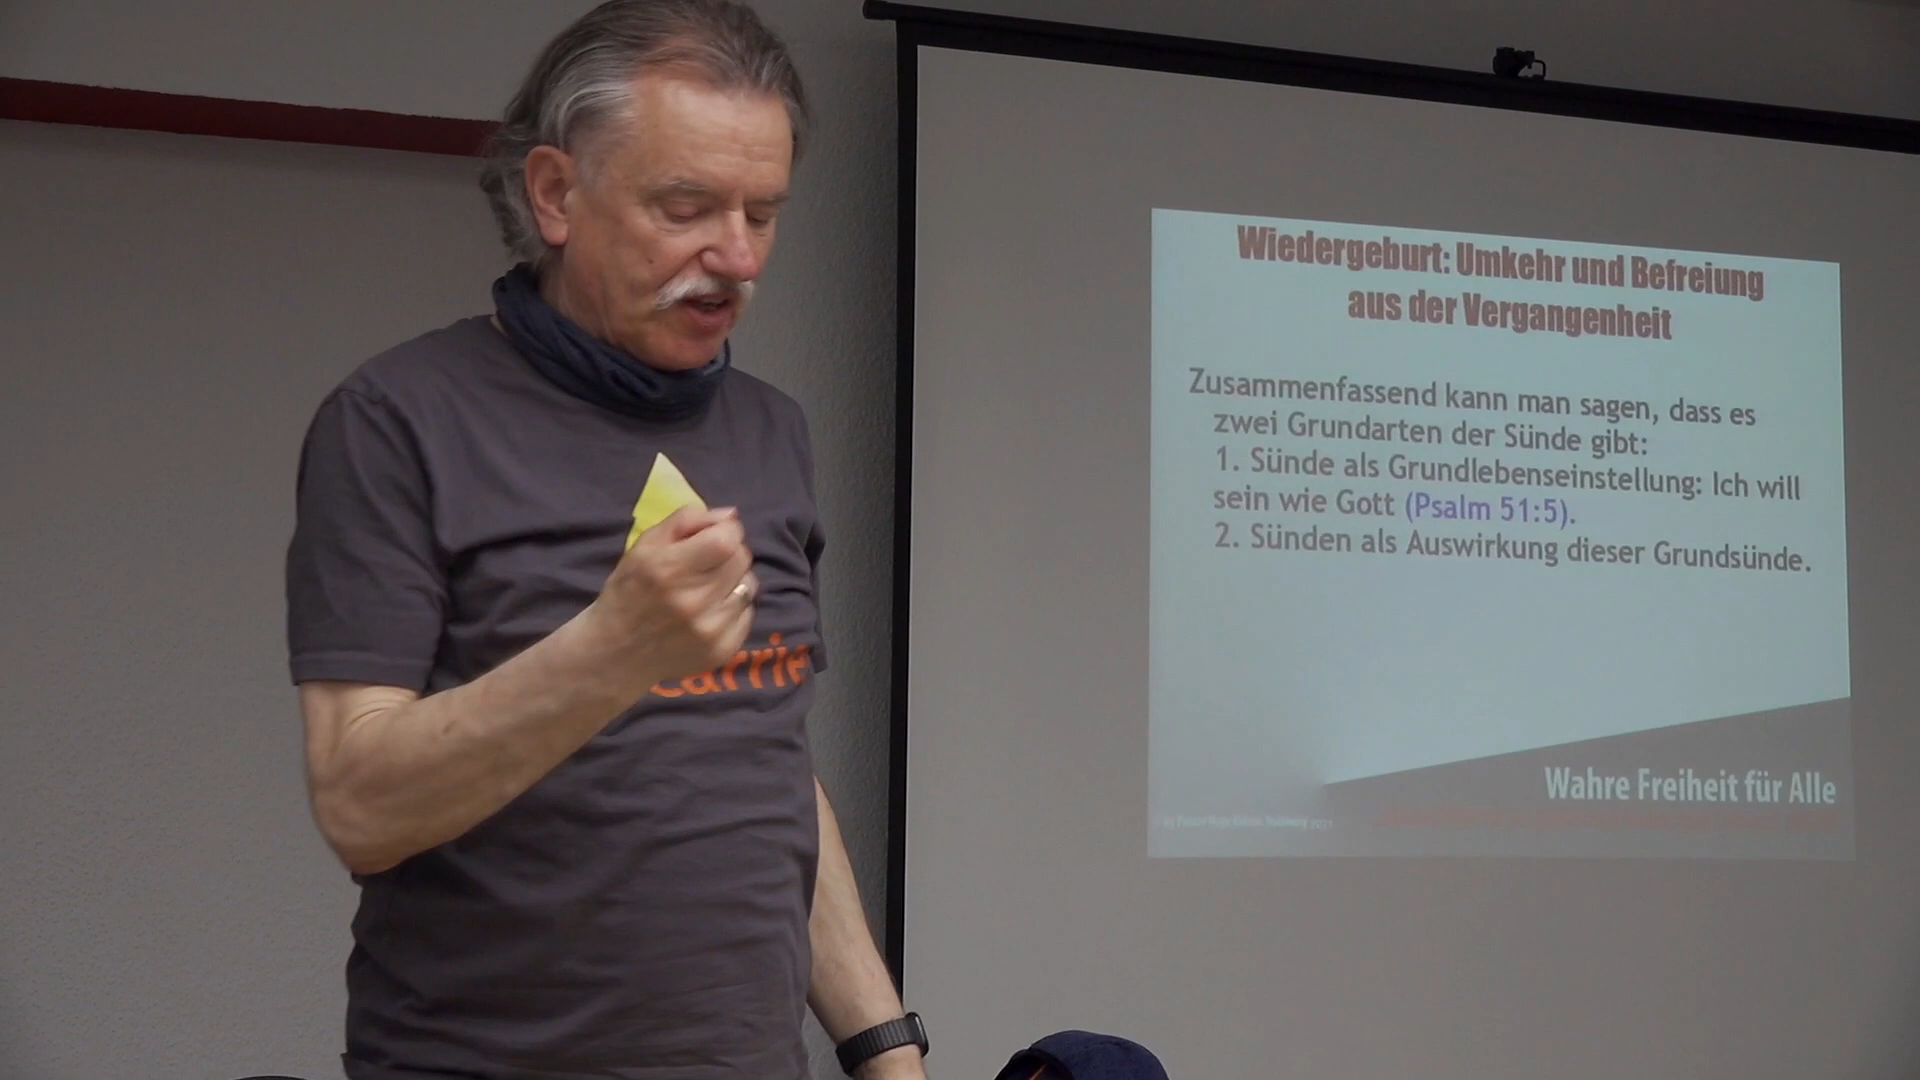 Wiedergeburt: Umkehr und Befreiung
aus der Vergangenheit
Zusammenfassend kann man sagen, dass es
zwei Grundarten der Sünde gibt:
1. Sünde als Grundlebenseinstellung: Ich will
sein wie Gott (Psalm 51:5).
2. Sünden als Auswirkung dieser Grundsünde.
Wahre Freiheit für Alle
carrie